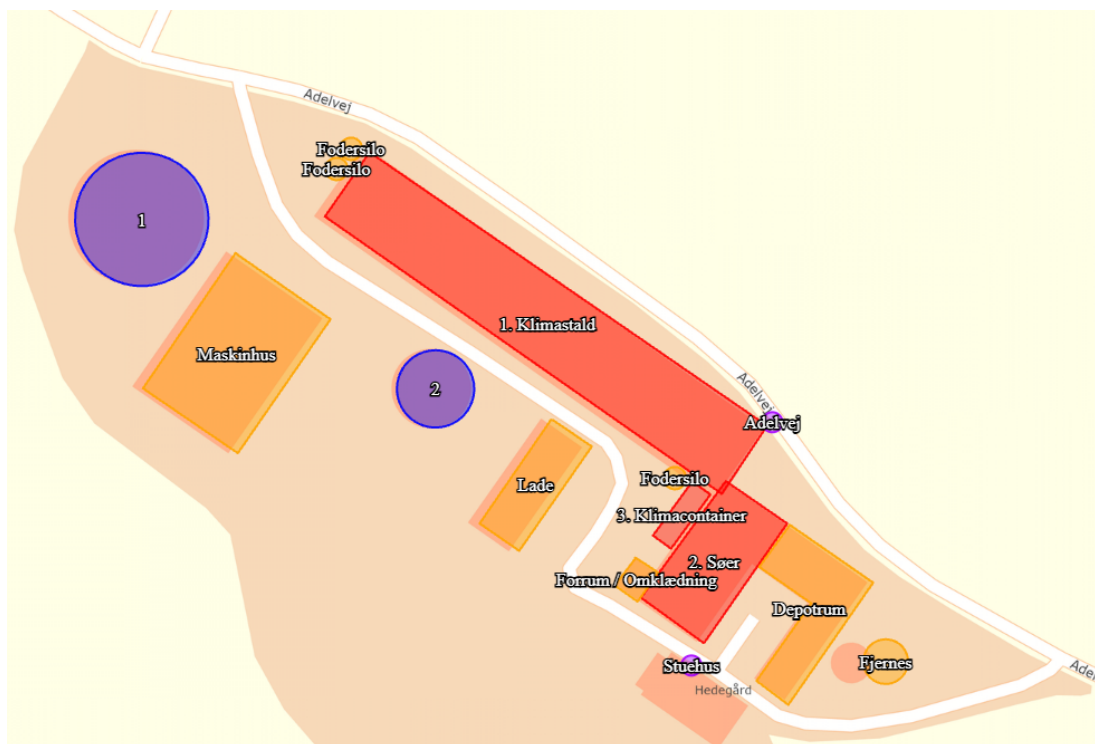 Adelvej
Fodersilo
Fodersilo
1
1. Klimastald
Maskinhus
2
Adelvej
Adelvej
Fodersilo
Lade
3. Klimacontainer
2. Søer
Forrum / Omklædning
Depotrum
Fjernes
Stuehus
Hedegård